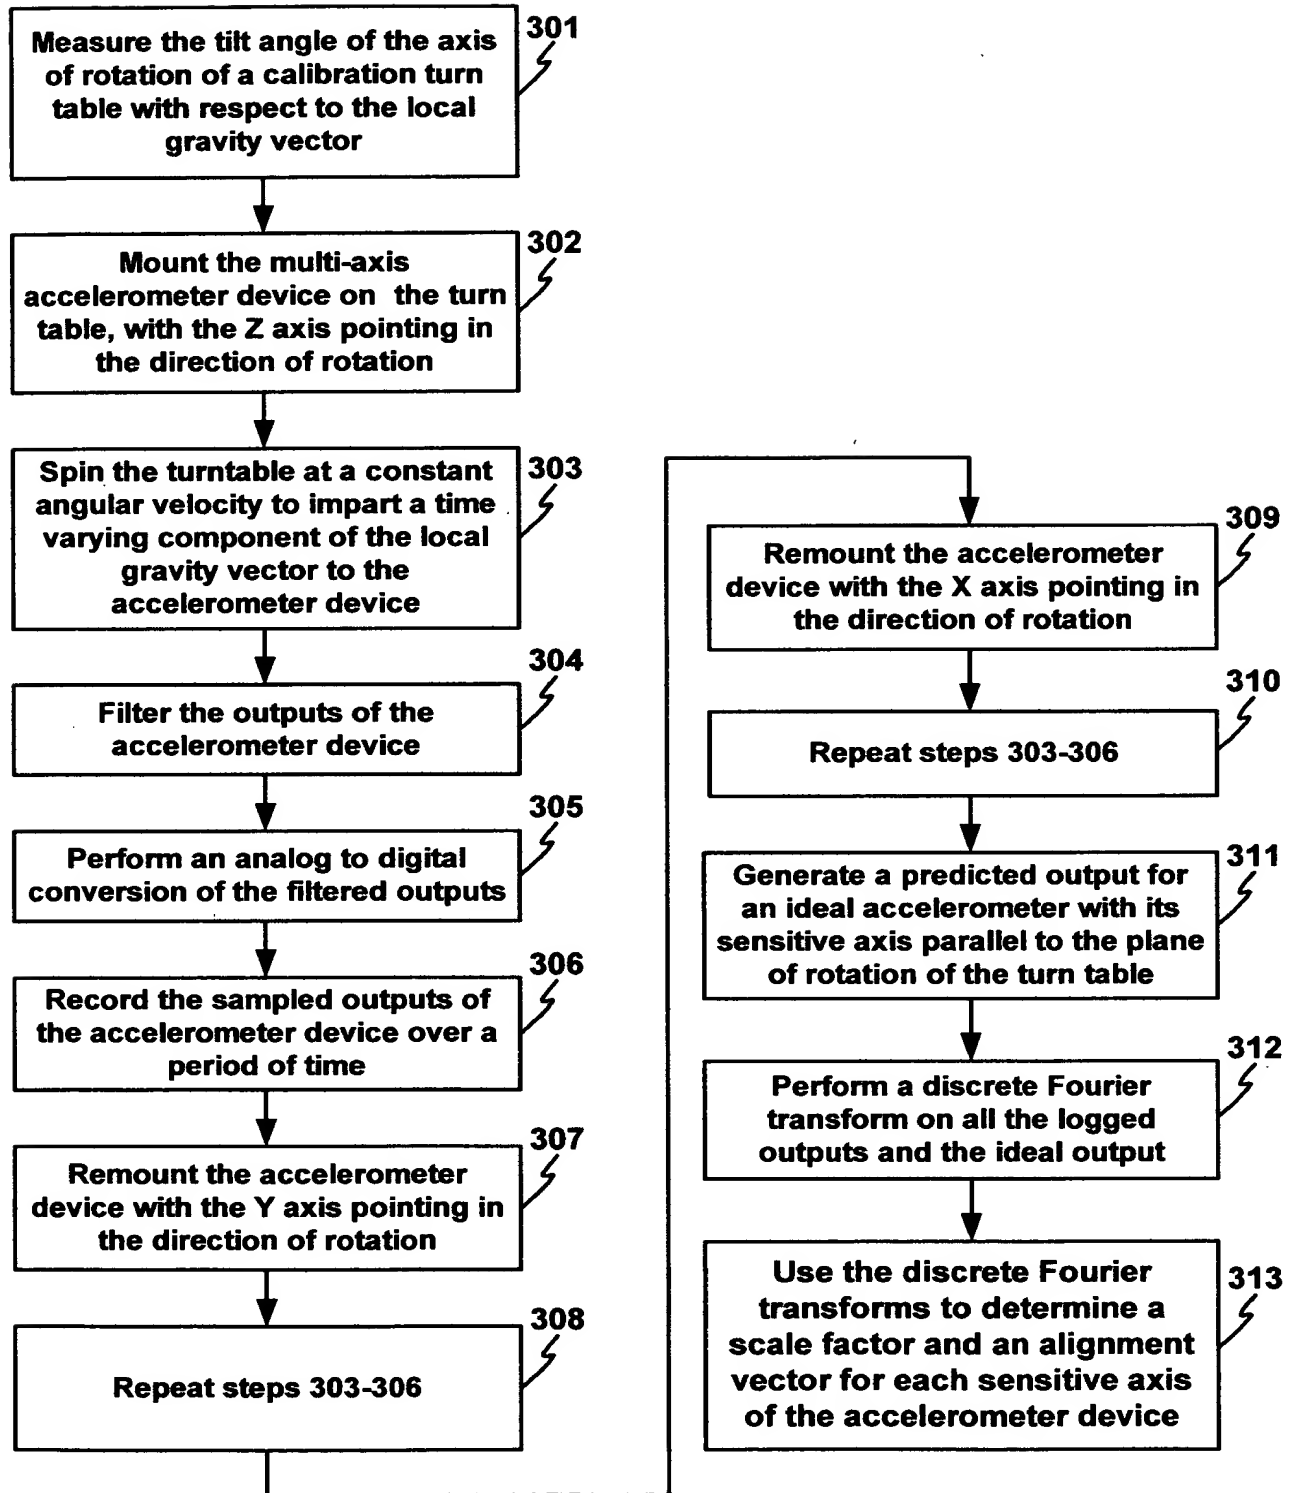 301
Measure the tilt angle of the axis
of rotation of a calibration turn
table with respect to the local
gravity vector
302
Mount the multi-axis
accelerometer device on the turn
table, with the Z axis pointing in
the direction of rotation
303
Spin the turntable at a constant
angular velocity to impart a time
varying component of the local
gravity vector to the
accelerometer device
304
Filter the outputs of the
accelerometer device
305
Perform an analog to digital
conversion of the filtered outputs
306
Record the sampled outputs of
the accelerometer device over a
period of time
307
Remount the accelerometer
device with the Y axis pointing in
the direction of rotation
308
Repeat steps 303-306
309
Remount the accelerometer
device with the X axis pointing in
the direction of rotation
310
Repeat steps 303-306
311
Generate a predicted output for
an ideal accelerometer with its
sensitive axis parallel to the plane
of rotation of the turn table
312
Perform a discrete Fourier
transform on all the logged
outputs and the ideal output
313
Use the discrete Fourier
transforms to determine a
scale factor and an alignment
vector for each sensitive axis
of the accelerometer device